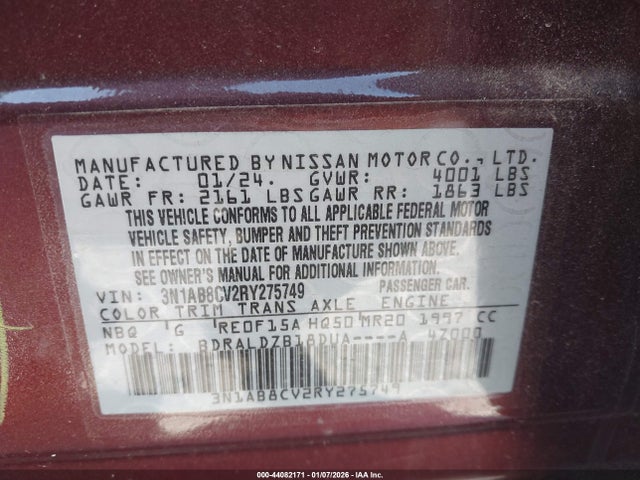 MANUFACTURED BY NISSAN MOTOR CO., LTD.
DATE: 01/24. GVWR: 4001 LBS
GAWR FR: 2161 LBS GAWR RR: 1863 LBS
THIS VEHICLE CONFORMS TO ALL APPLICABLE FEDERAL MOTOR
VEHICLE SAFETY, BUMPER AND THEFT PREVENTION STANDARDS
IN EFFECT ON THE DATE OF MANUFACTURE SHOWN ABOVE.
SEE OWNER'S MANUAL FOR ADDITIONAL INFORMATION.
VIN: 3N1AB8CV2RY275749 PASSENGER CAR.
COLOR TRIM TRANS AXLE ENGINE
NBQ G RE0F15A HQ50 MR20 1997 CC
MODEL: BDRALDZB18DUA----A 4Z000
3N1AB8CV2RY275749
000-44082171 - 01/07/2026 - IAA Corp.